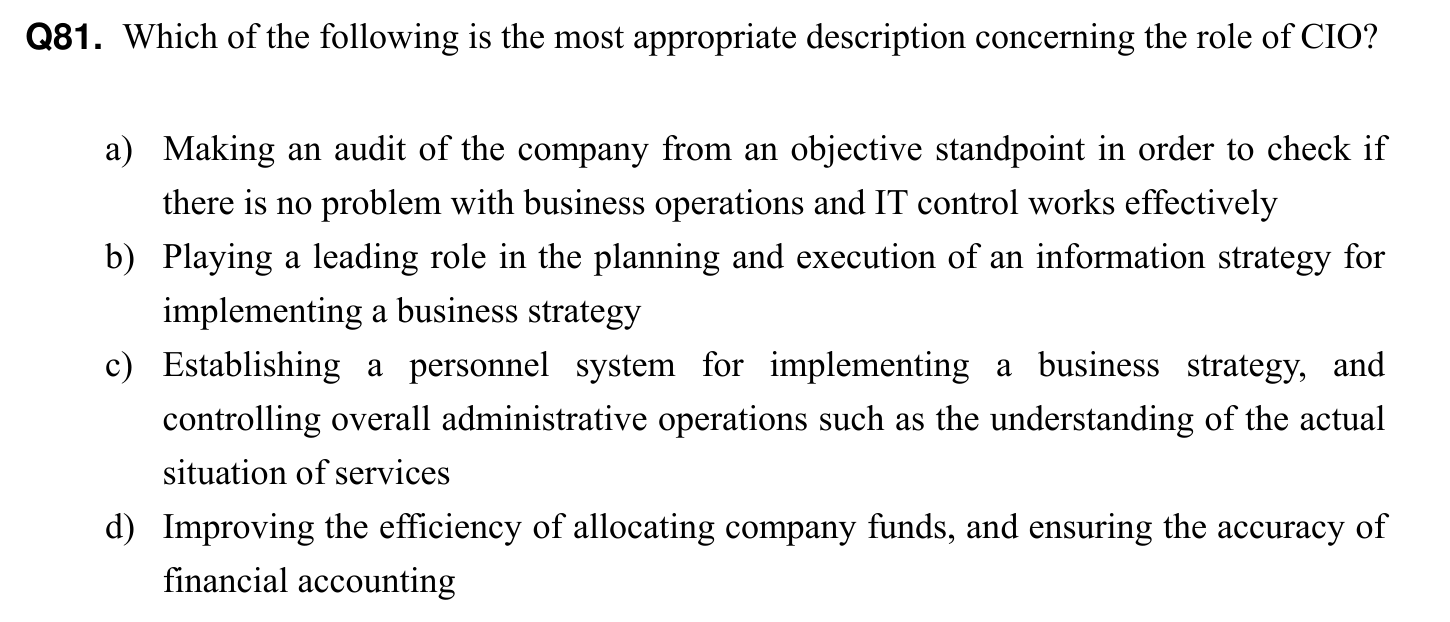 Q81. Which of the following is the most appropriate description concerning the role of CIO?
a) Making an audit of the company from an objective standpoint in order to check if
there is no problem with business operations and IT control works effectively
b) Playing a leading role in the planning and execution of an information strategy for
implementing a business strategy
c) Establishing a personnel system for implementing a business strategy, and
controlling overall administrative operations such as the understanding of the actual
situation of services
d) Improving the efficiency of allocating company funds, and ensuring the accuracy of
financial accounting